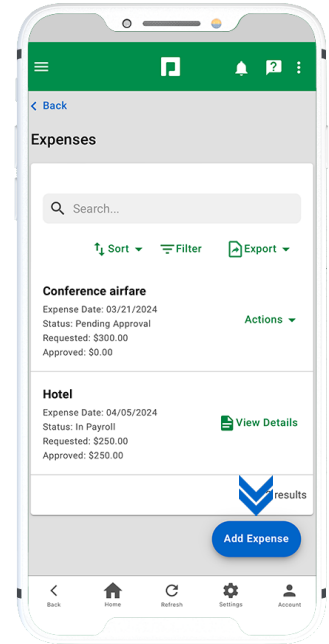 Back
Expenses
Search...
Sort
Filter
Export
Conference airfare
Expense Date: 03/21/2024
Status: Pending Approval
Requested: $300.00
Approved: $0.00
Actions
Hotel
Expense Date: 04/05/2024
Status: In Payroll
Requested: $250.00
Approved: $250.00
View Details
results
Add Expense
Back
Home
Refresh
Settings
Account